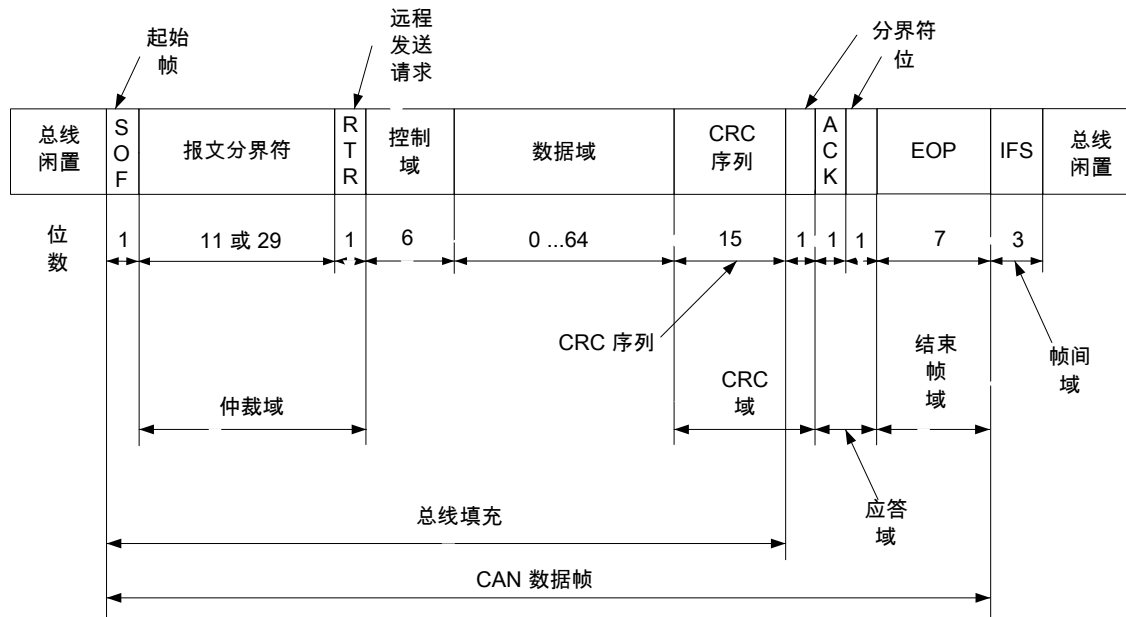 起始
帧
远程
发送
请求
分界符
位
总线
闲置
SOF
报文分界符
RTR
控制
域
数据域
CRC
序列
ACK
EOP
IFS
总线
闲置
位
数
1
11 或 29
1
6
0 ...64
15
1
1
1
7
3
CRC 序列
仲裁域
CRC
域
结束
帧
域
帧间
域
应答
域
总线填充
CAN 数据帧